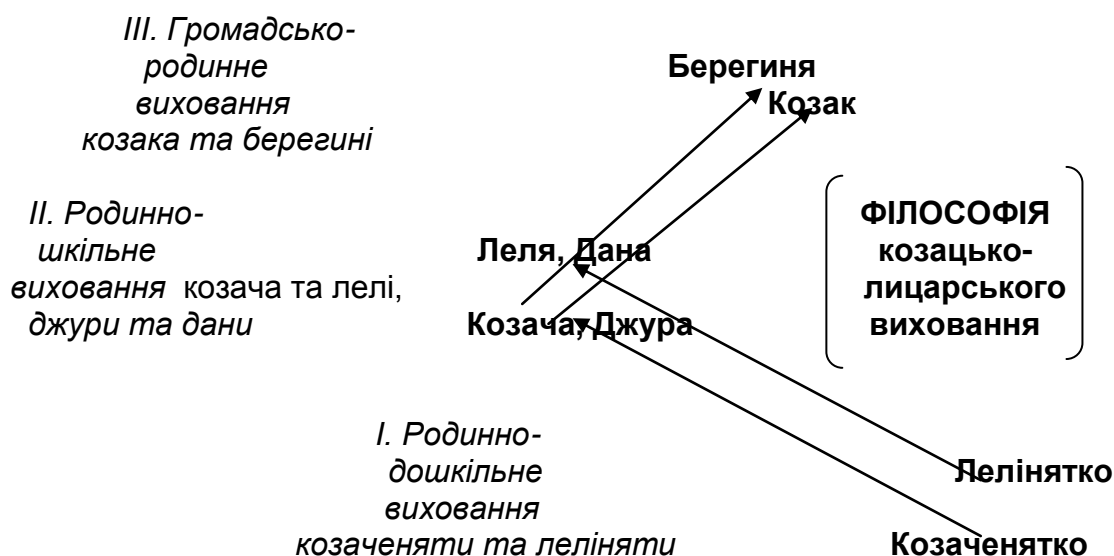 III. Громадсько-
родинне
виховання
козака та берегині
Берегиня
Козак
II. Родинно-
шкільне
виховання козача та лелі,
джури та дани
Леля, Дана
Козача, Джура
ФІЛОСОФІЯ
козацько-
лицарського
виховання
I. Родинно-
дошкільне
виховання
козаченяти та леліняти
Лелінятко
Козаченятко